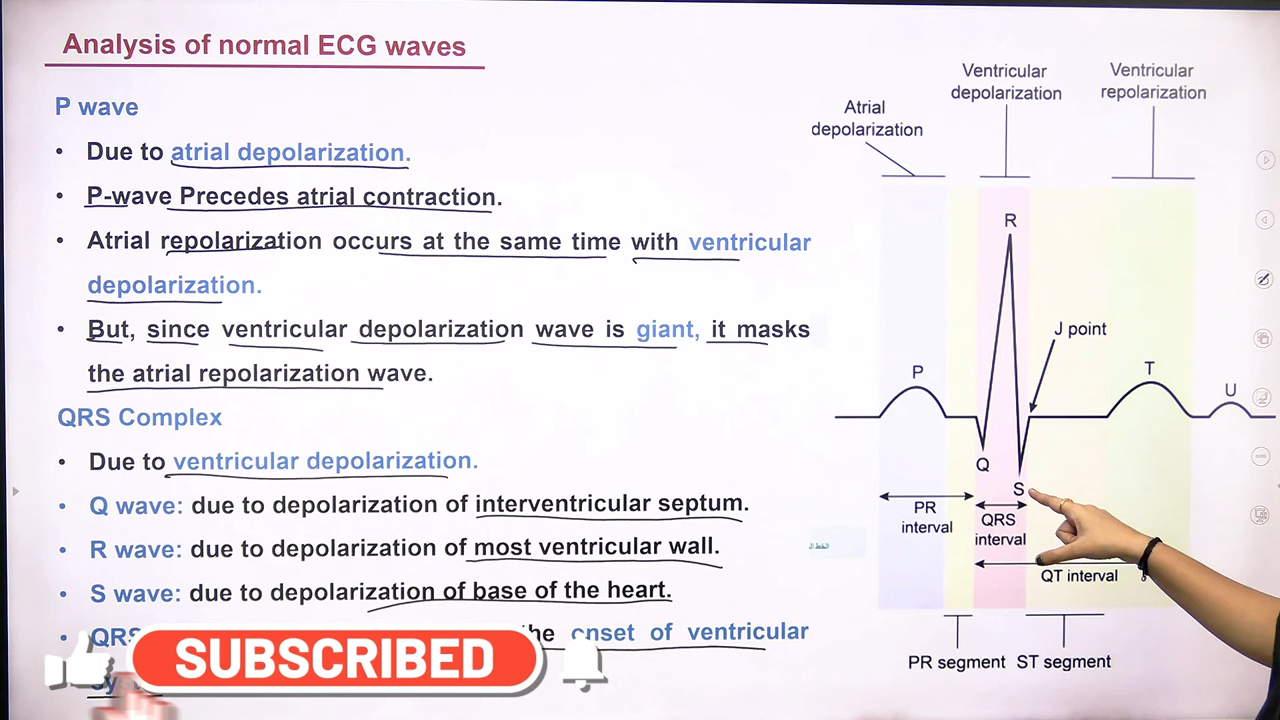 Analysis of normal ECG waves
P wave
• Due to atrial depolarization.
• P-wave Precedes atrial contraction.
• Atrial repolarization occurs at the same time with ventricular
depolarization.
• But, since ventricular depolarization wave is giant, it masks
the atrial repolarization wave.
QRS Complex
• Due to ventricular depolarization.
• Q wave: due to depolarization of interventricular septum.
• R wave: due to depolarization of most ventricular wall.
• S wave: due to depolarization of base of the heart.
• QRS onset of ventricular
SUBSCRIBED
Atrial
depolarization
Ventricular
depolarization
Ventricular
repolarization
R
J point
P
T
U
Q
S
PR
interval
QRS
interval
QT interval
PR segment
ST segment